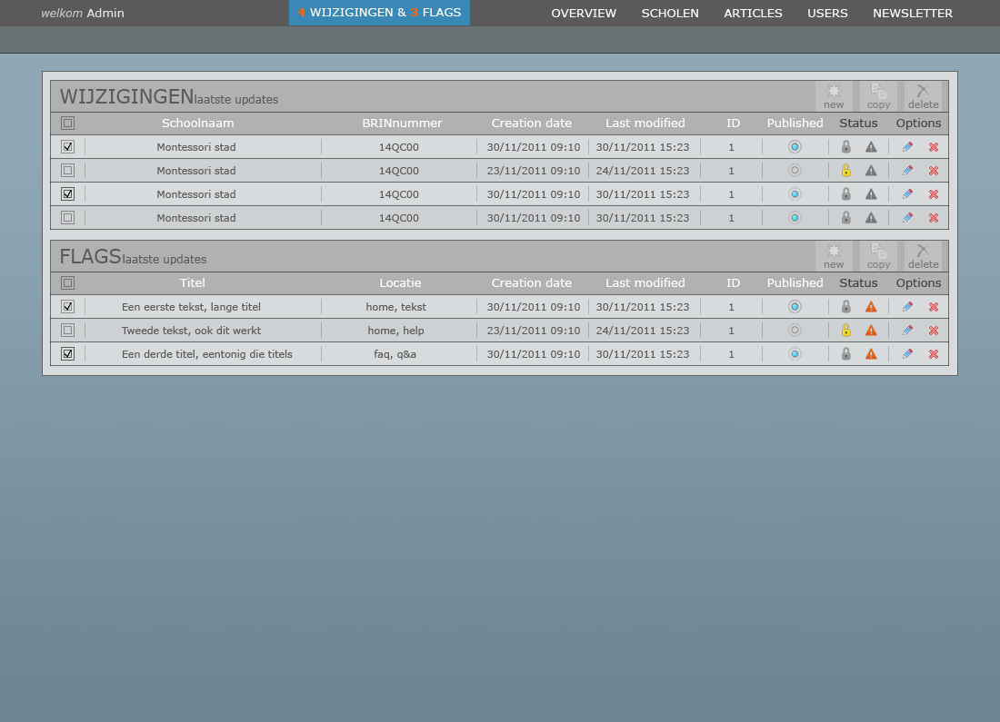 welkom Admin 4 WIJZIGINGEN & 3 FLAGS OVERVIEW SCHOLEN ARTICLES USERS NEWSLETTER
WIJZIGINGEN laatste updates new copy delete
Schoolnaam BRINnummer Creation date Last modified ID Published Status Options
Montessori stad 14QC00 30/11/2011 09:10 30/11/2011 15:23 1
Montessori stad 14QC00 23/11/2011 09:10 24/11/2011 15:23 1
Montessori stad 14QC00 30/11/2011 09:10 30/11/2011 15:23 1
Montessori stad 14QC00 30/11/2011 09:10 30/11/2011 15:23 1
FLAGS laatste updates new copy delete
Titel Locatie Creation date Last modified ID Published Status Options
Een eerste tekst, lange titel home, tekst 30/11/2011 09:10 30/11/2011 15:23 1
Tweede tekst, ook dit werkt home, help 23/11/2011 09:10 24/11/2011 15:23 1
Een derde titel, eentonig die titels faq, q&a 30/11/2011 09:10 30/11/2011 15:23 1